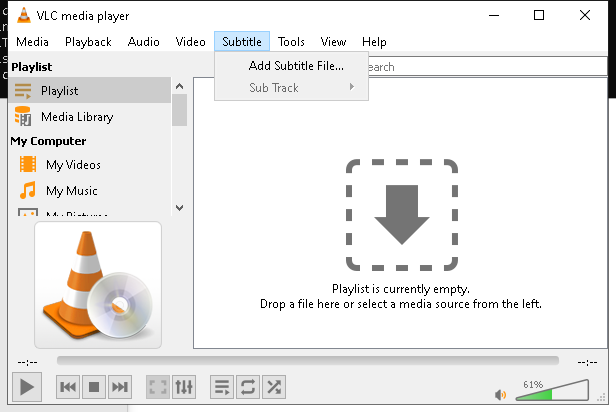 VLC media player
Media Playback Audio Video Subtitle Tools View Help
Playlist
Add Subtitle File...
Sub Track
earch
Playlist
Media Library
My Computer
My Videos
My Music
My Pictures
Playlist is currently empty.
Drop a file here or select a media source from the left.
--:-- --:--
61%